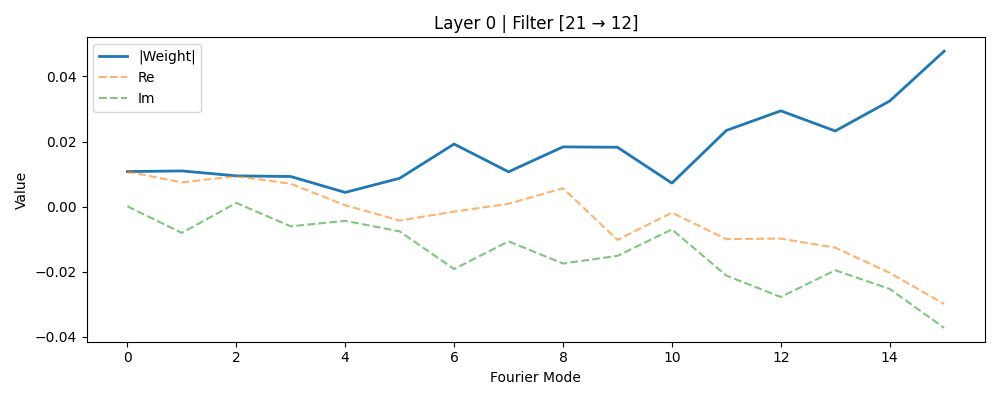 Layer 0 | Filter [21 → 12]
|Weight|
Re
Im
Value
0.04
0.02
0.00
−0.02
−0.04
0 2 4 6 8 10 12 14
Fourier Mode